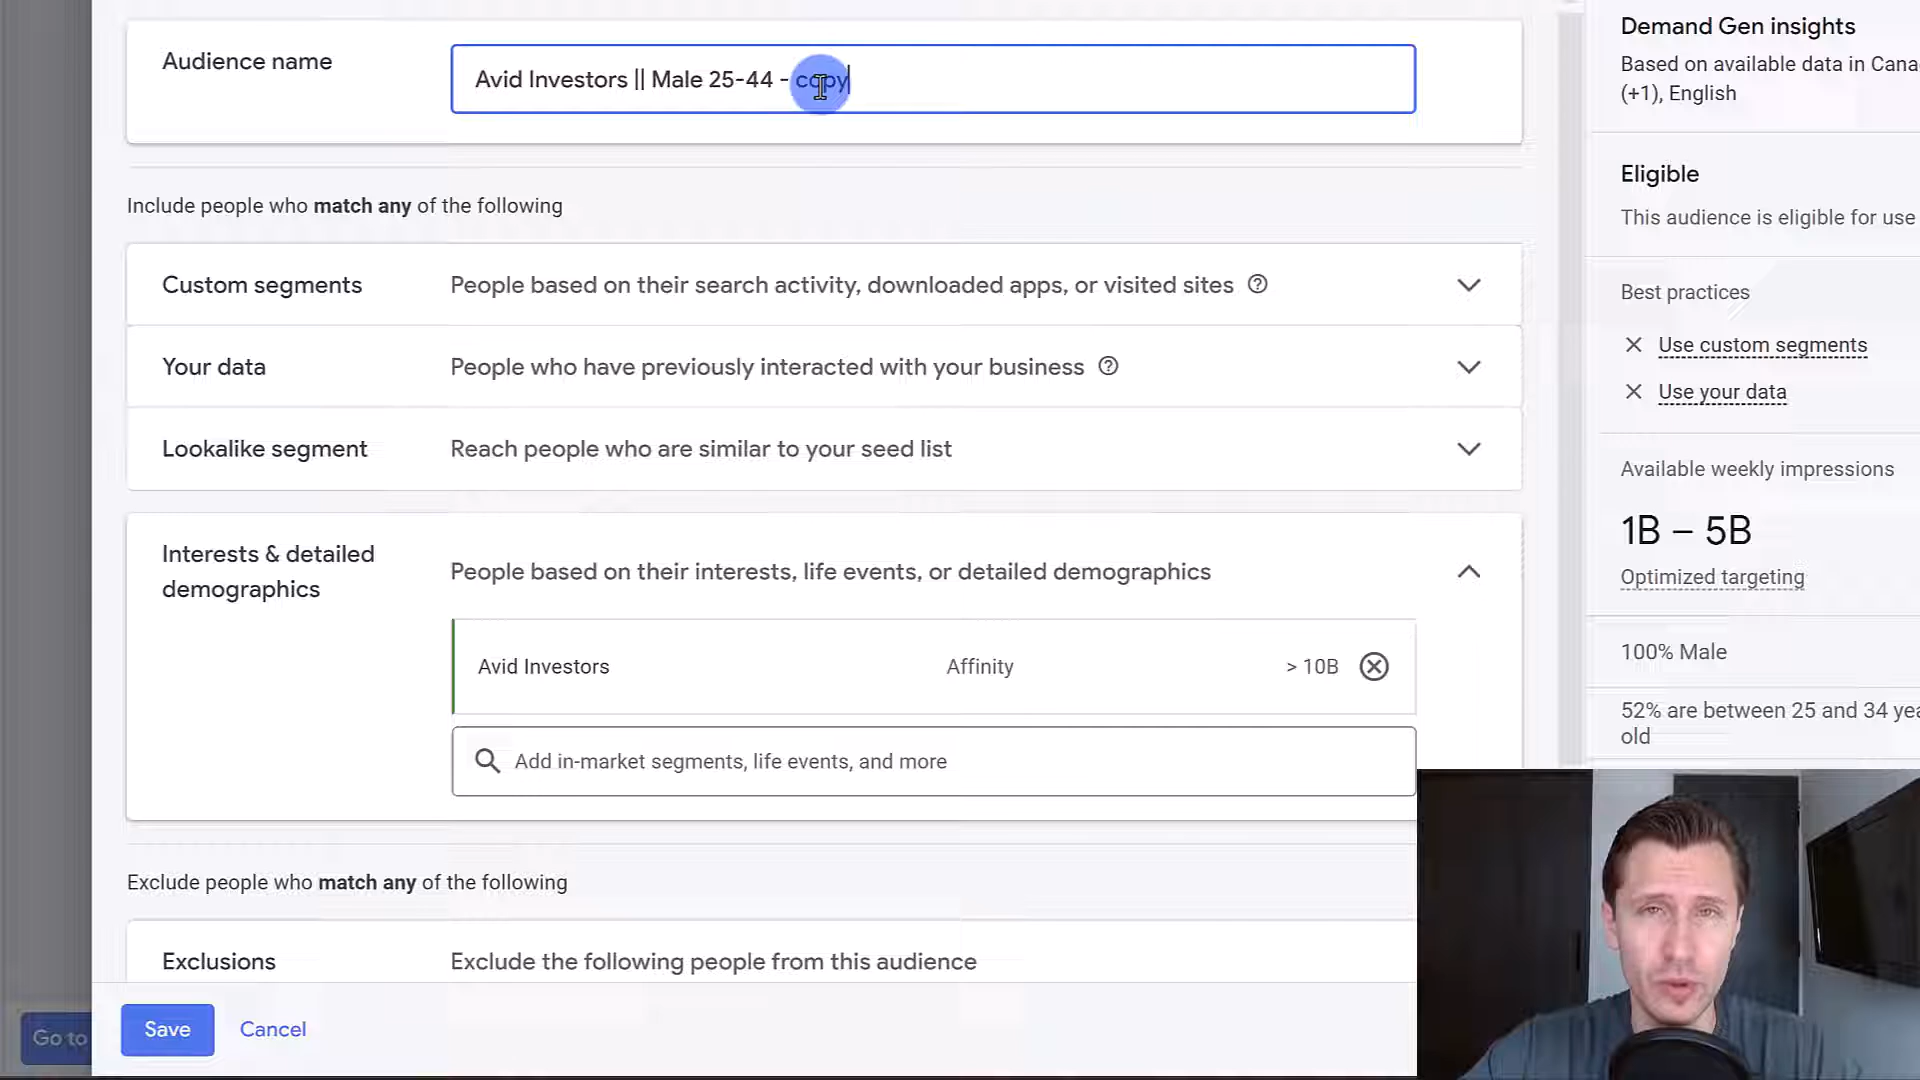 Audience name
Avid Investors || Male 25-44 - copy
Include people who match any of the following
Custom segments
People based on their search activity, downloaded apps, or visited sites
Your data
People who have previously interacted with your business
Lookalike segment
Reach people who are similar to your seed list
Interests & detailed
demographics
People based on their interests, life events, or detailed demographics
Avid Investors
Affinity
> 10B
Add in-market segments, life events, and more
Exclude people who match any of the following
Exclusions
Exclude the following people from this audience
Go to
Save
Cancel
Demand Gen insights
Based on available data in Cana
(+1), English
Eligible
This audience is eligible for use
Best practices
Use custom segments
Use your data
Available weekly impressions
1B – 5B
Optimized targeting
100% Male
52% are between 25 and 34 yea
old